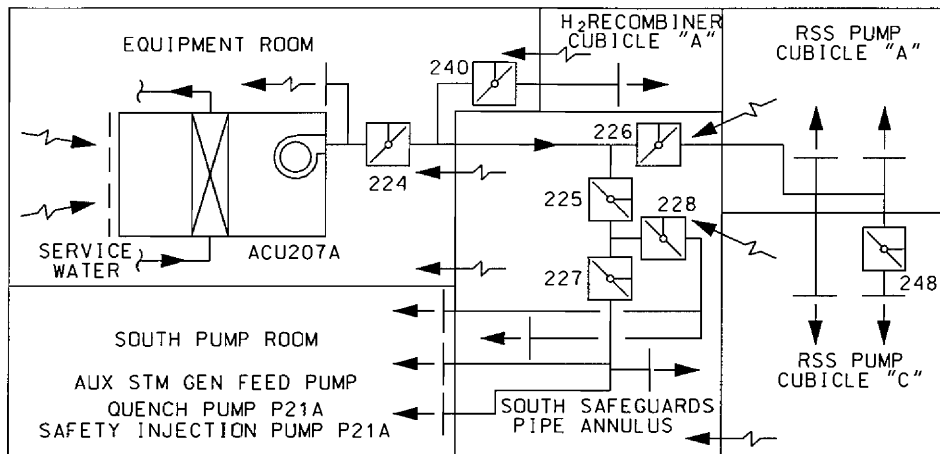 EQUIPMENT ROOM
H2RECOMBINER
CUBICLE "A"
RSS PUMP
CUBICLE "A"
240
226
224
225
228
SERVICE
WATER
ACU207A
227
248
SOUTH PUMP ROOM
AUX STM GEN FEED PUMP
QUENCH PUMP P21A
SAFETY INJECTION PUMP P21A
SOUTH SAFEGUARDS
PIPE ANNULUS
RSS PUMP
CUBICLE "C"